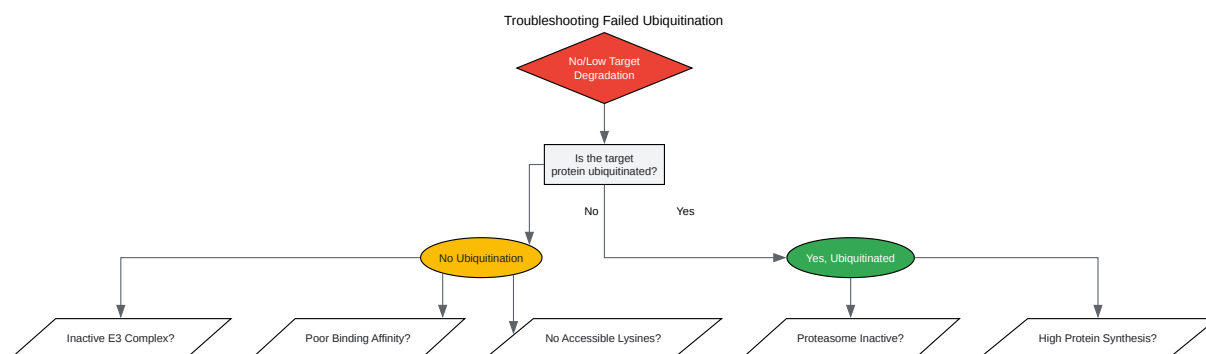 Troubleshooting Failed Ubiquitination
No/Low Target
Degradation
Is the target
protein ubiquitinated?
No
Yes
No Ubiquitination
Yes, Ubiquitinated
Inactive E3 Complex?
Poor Binding Affinity?
No Accessible Lysines?
Proteasome Inactive?
High Protein Synthesis?